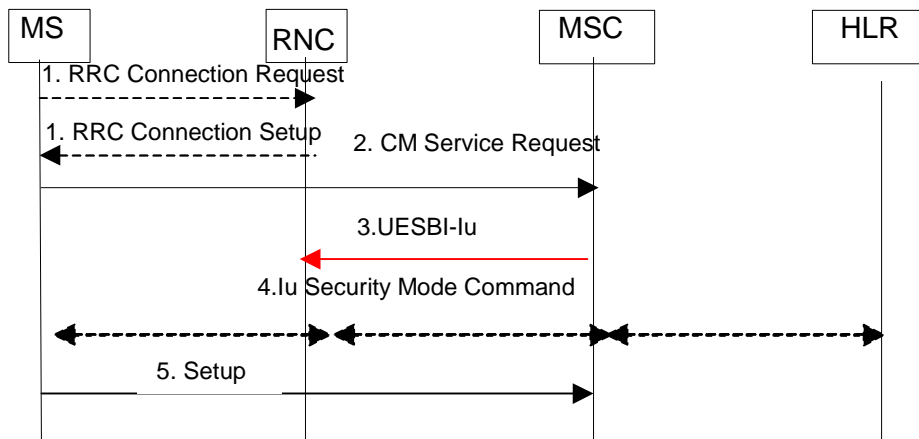 MS
RNC
MSC
HLR
1. RRC Connection Request
1. RRC Connection Setup
2. CM Service Request
3.UESBI-Iu
4.Iu Security Mode Command
5. Setup